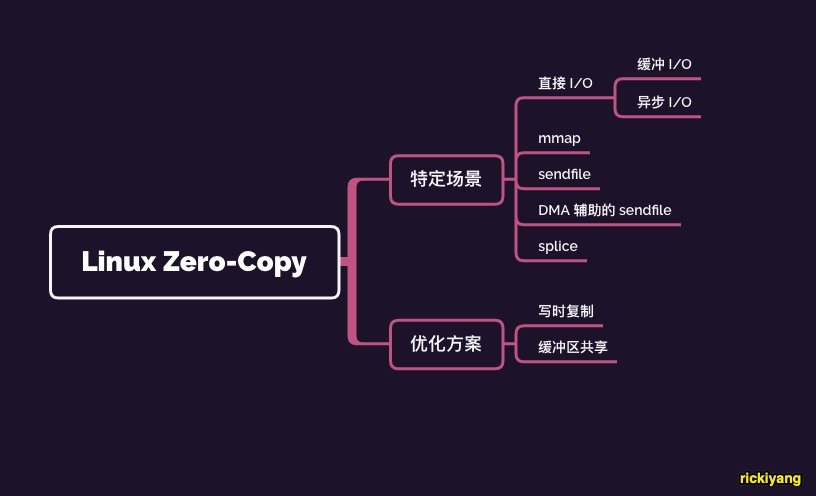 Linux Zero-Copy
特定场景
直接 I/O
缓冲 I/O
异步 I/O
mmap
sendfile
DMA 辅助的 sendfile
splice
优化方案
写时复制
缓冲区共享
rickiyang